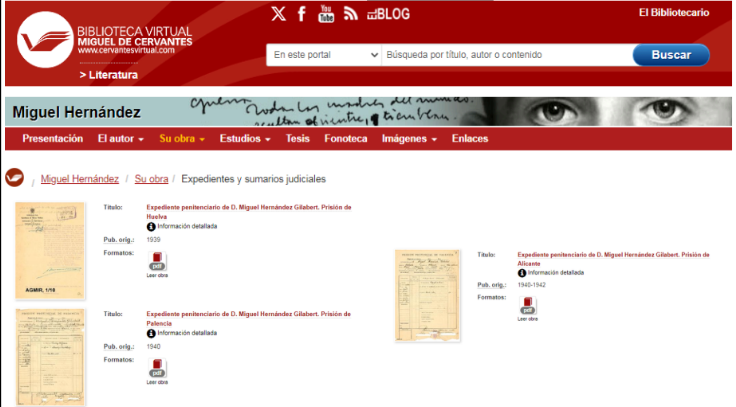 BIBLIOTECA VIRTUAL
MIGUEL DE CERVANTES
www.cervantesvirtual.com
> Literatura
X f You Tube BLOG
El Bibliotecario
En este portal
Búsqueda por título, autor o contenido
Buscar
Miguel Hernández
Presentación El autor Su obra Estudios Tesis Fonoteca Imágenes Enlaces
/ Miguel Hernández / Su obra / Expedientes y sumarios judiciales
AGMIR, 1/18
Título: Expediente penitenciario de D. Miguel Hernández Gilabert. Prisión de
Huelva
Información detallada
Pub. orig.: 1939
Formatos:
pdf
Leer obra
Título: Expediente penitenciario de D. Miguel Hernández Gilabert. Prisión de
Alicante
Información detallada
Pub. orig.: 1940-1942
Formatos:
pdf
Leer obra
Título: Expediente penitenciario de D. Miguel Hernández Gilabert. Prisión de
Palencia
Información detallada
Pub. orig.: 1940
Formatos:
pdf
Leer obra